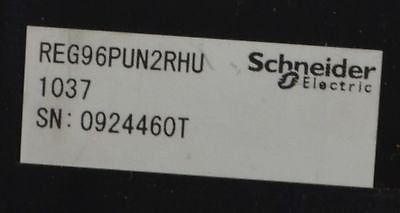 REG96PUN2RHU
Schneider
Electric
1037
SN: 0924460T